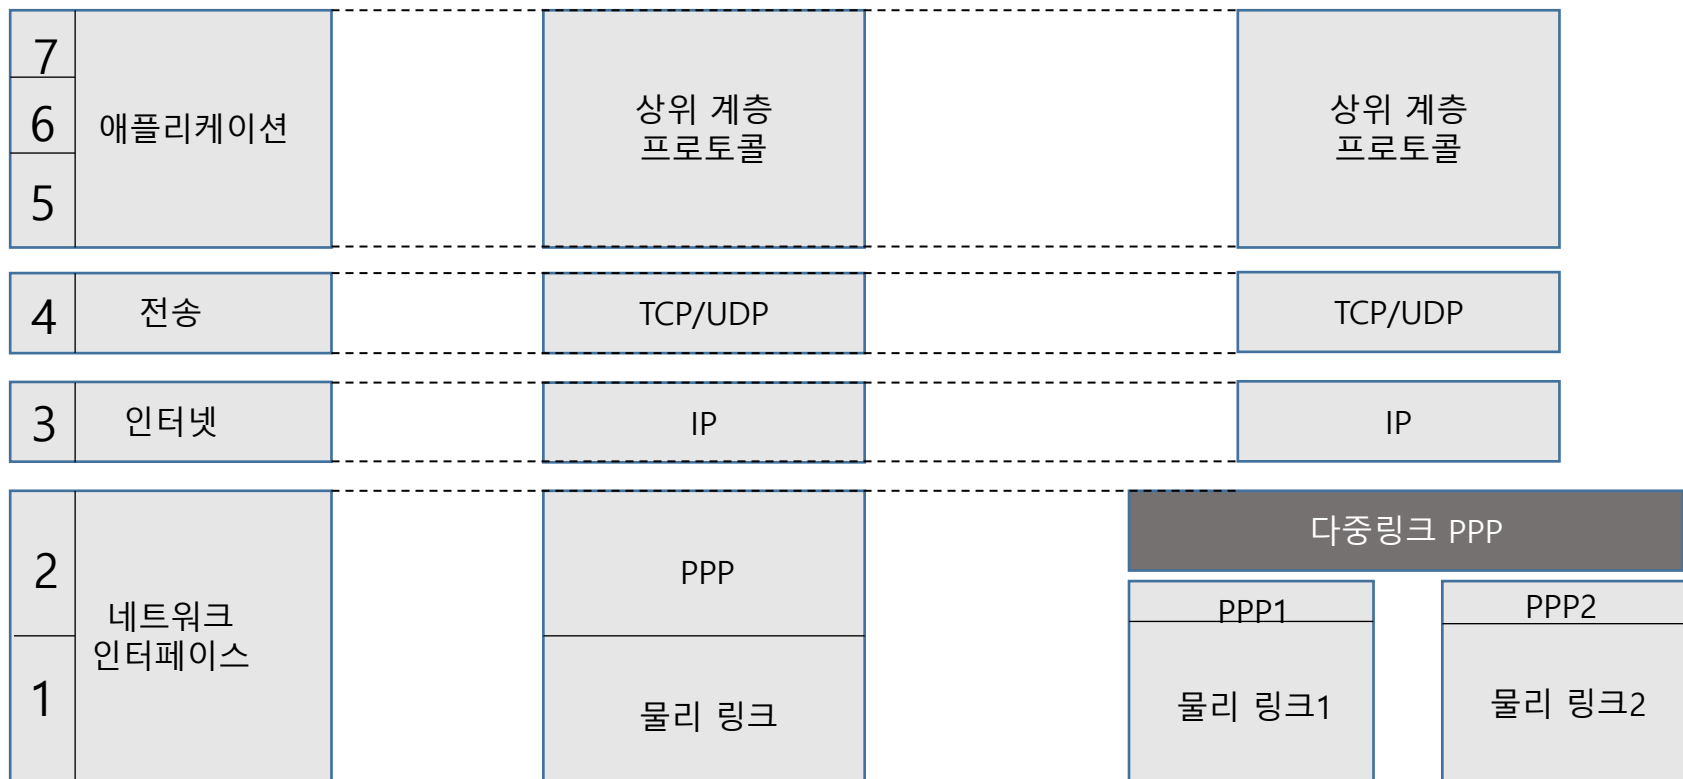 7
6
5
애플리케이션
상위 계층
프로토콜
상위 계층
프로토콜
4
전송
TCP/UDP
TCP/UDP
3
인터넷
IP
IP
2
1
네트워크
인터페이스
PPP
물리 링크
다중링크 PPP
PPP1
물리 링크1
PPP2
물리 링크2